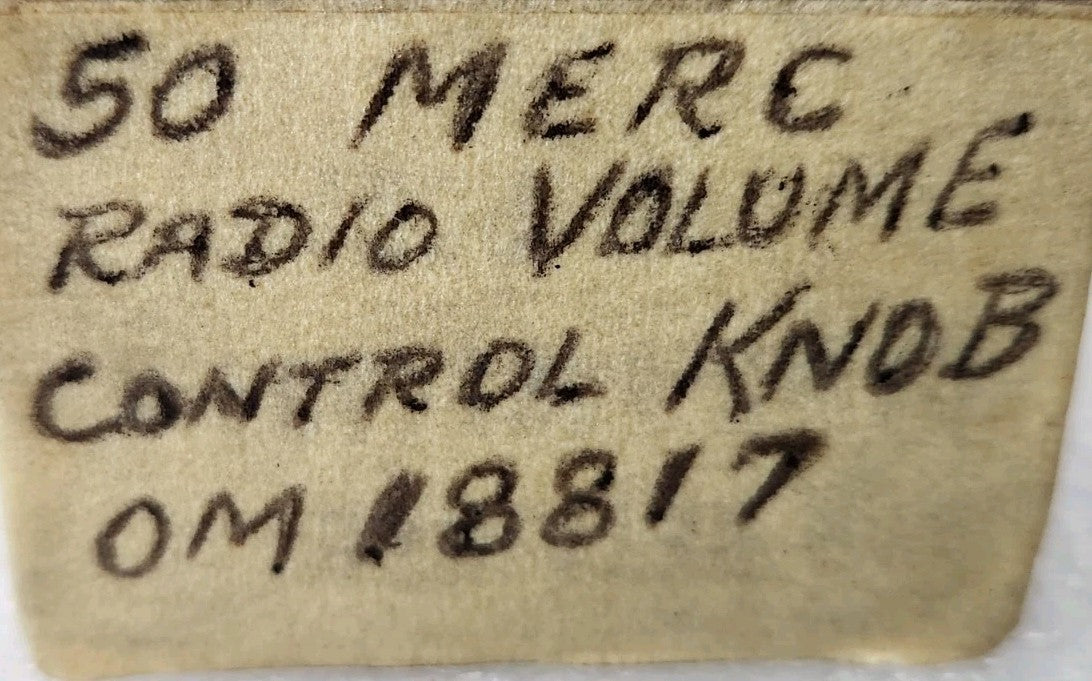 50 MERC
RADIO VOLUME
CONTROL KNOB
OM 18817